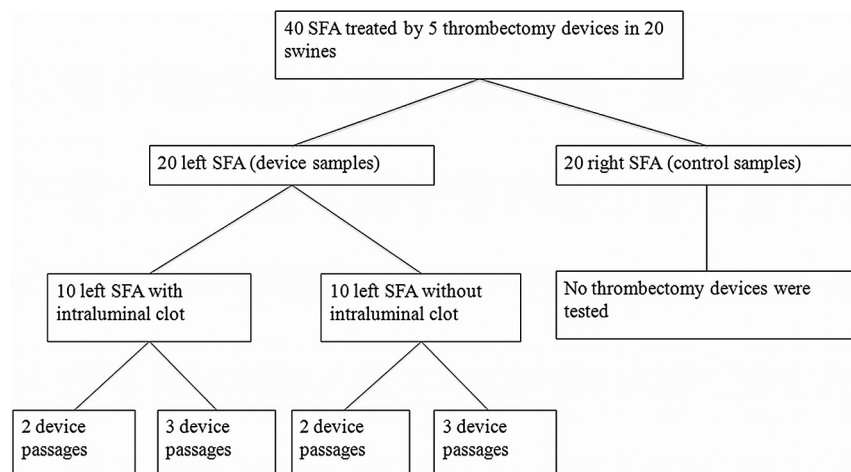 40 SFA treated by 5 thrombectomy devices in 20
swines
20 left SFA (device samples)
20 right SFA (control samples)
10 left SFA with
intraluminal clot
10 left SFA without
intraluminal clot
No thrombectomy devices were
tested
2 device
passages
3 device
passages
2 device
passages
3 device
passages